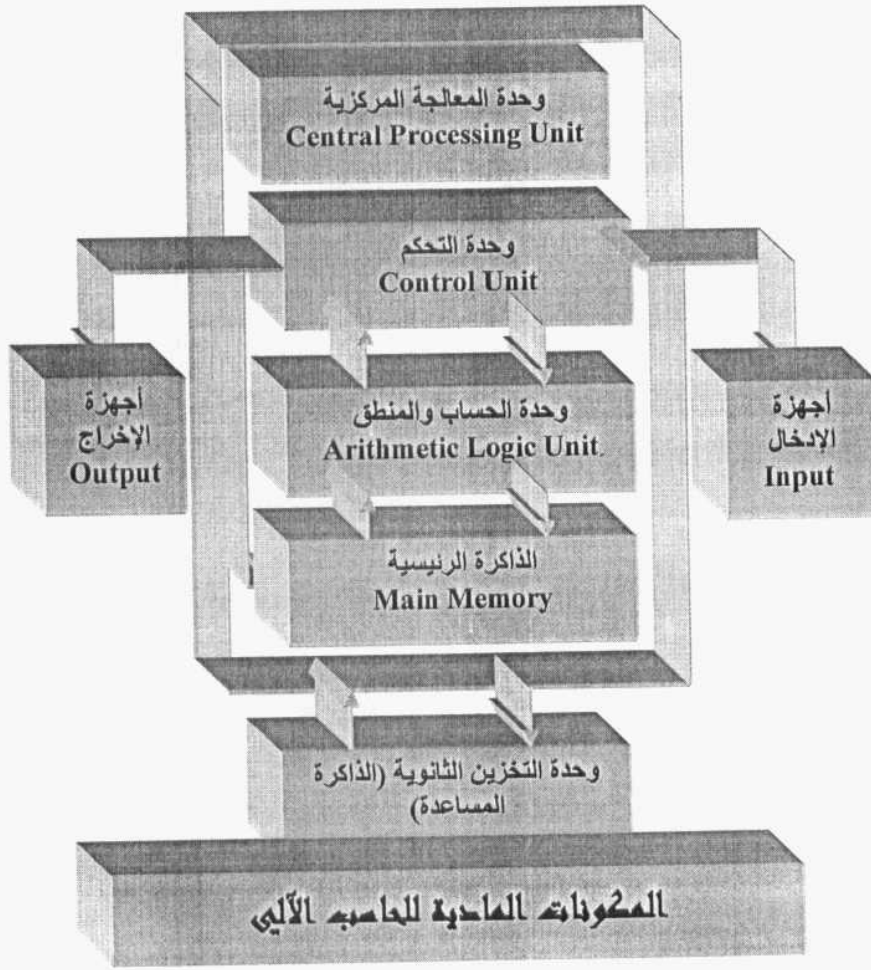 وحدة المعالجة المركزية
Central Processing Unit
وحدة التحكم
Control Unit
أجهزة
الإدخال
Input
أجهزة
الإخراج
Output
وحدة الحساب والمنطق
Arithmetic Logic Unit.
الذاكرة الرئيسية
Main Memory
وحدة التخزين الثانوية (الذاكرة
المساعدة)
المكونات المادية للحاسب الآلي